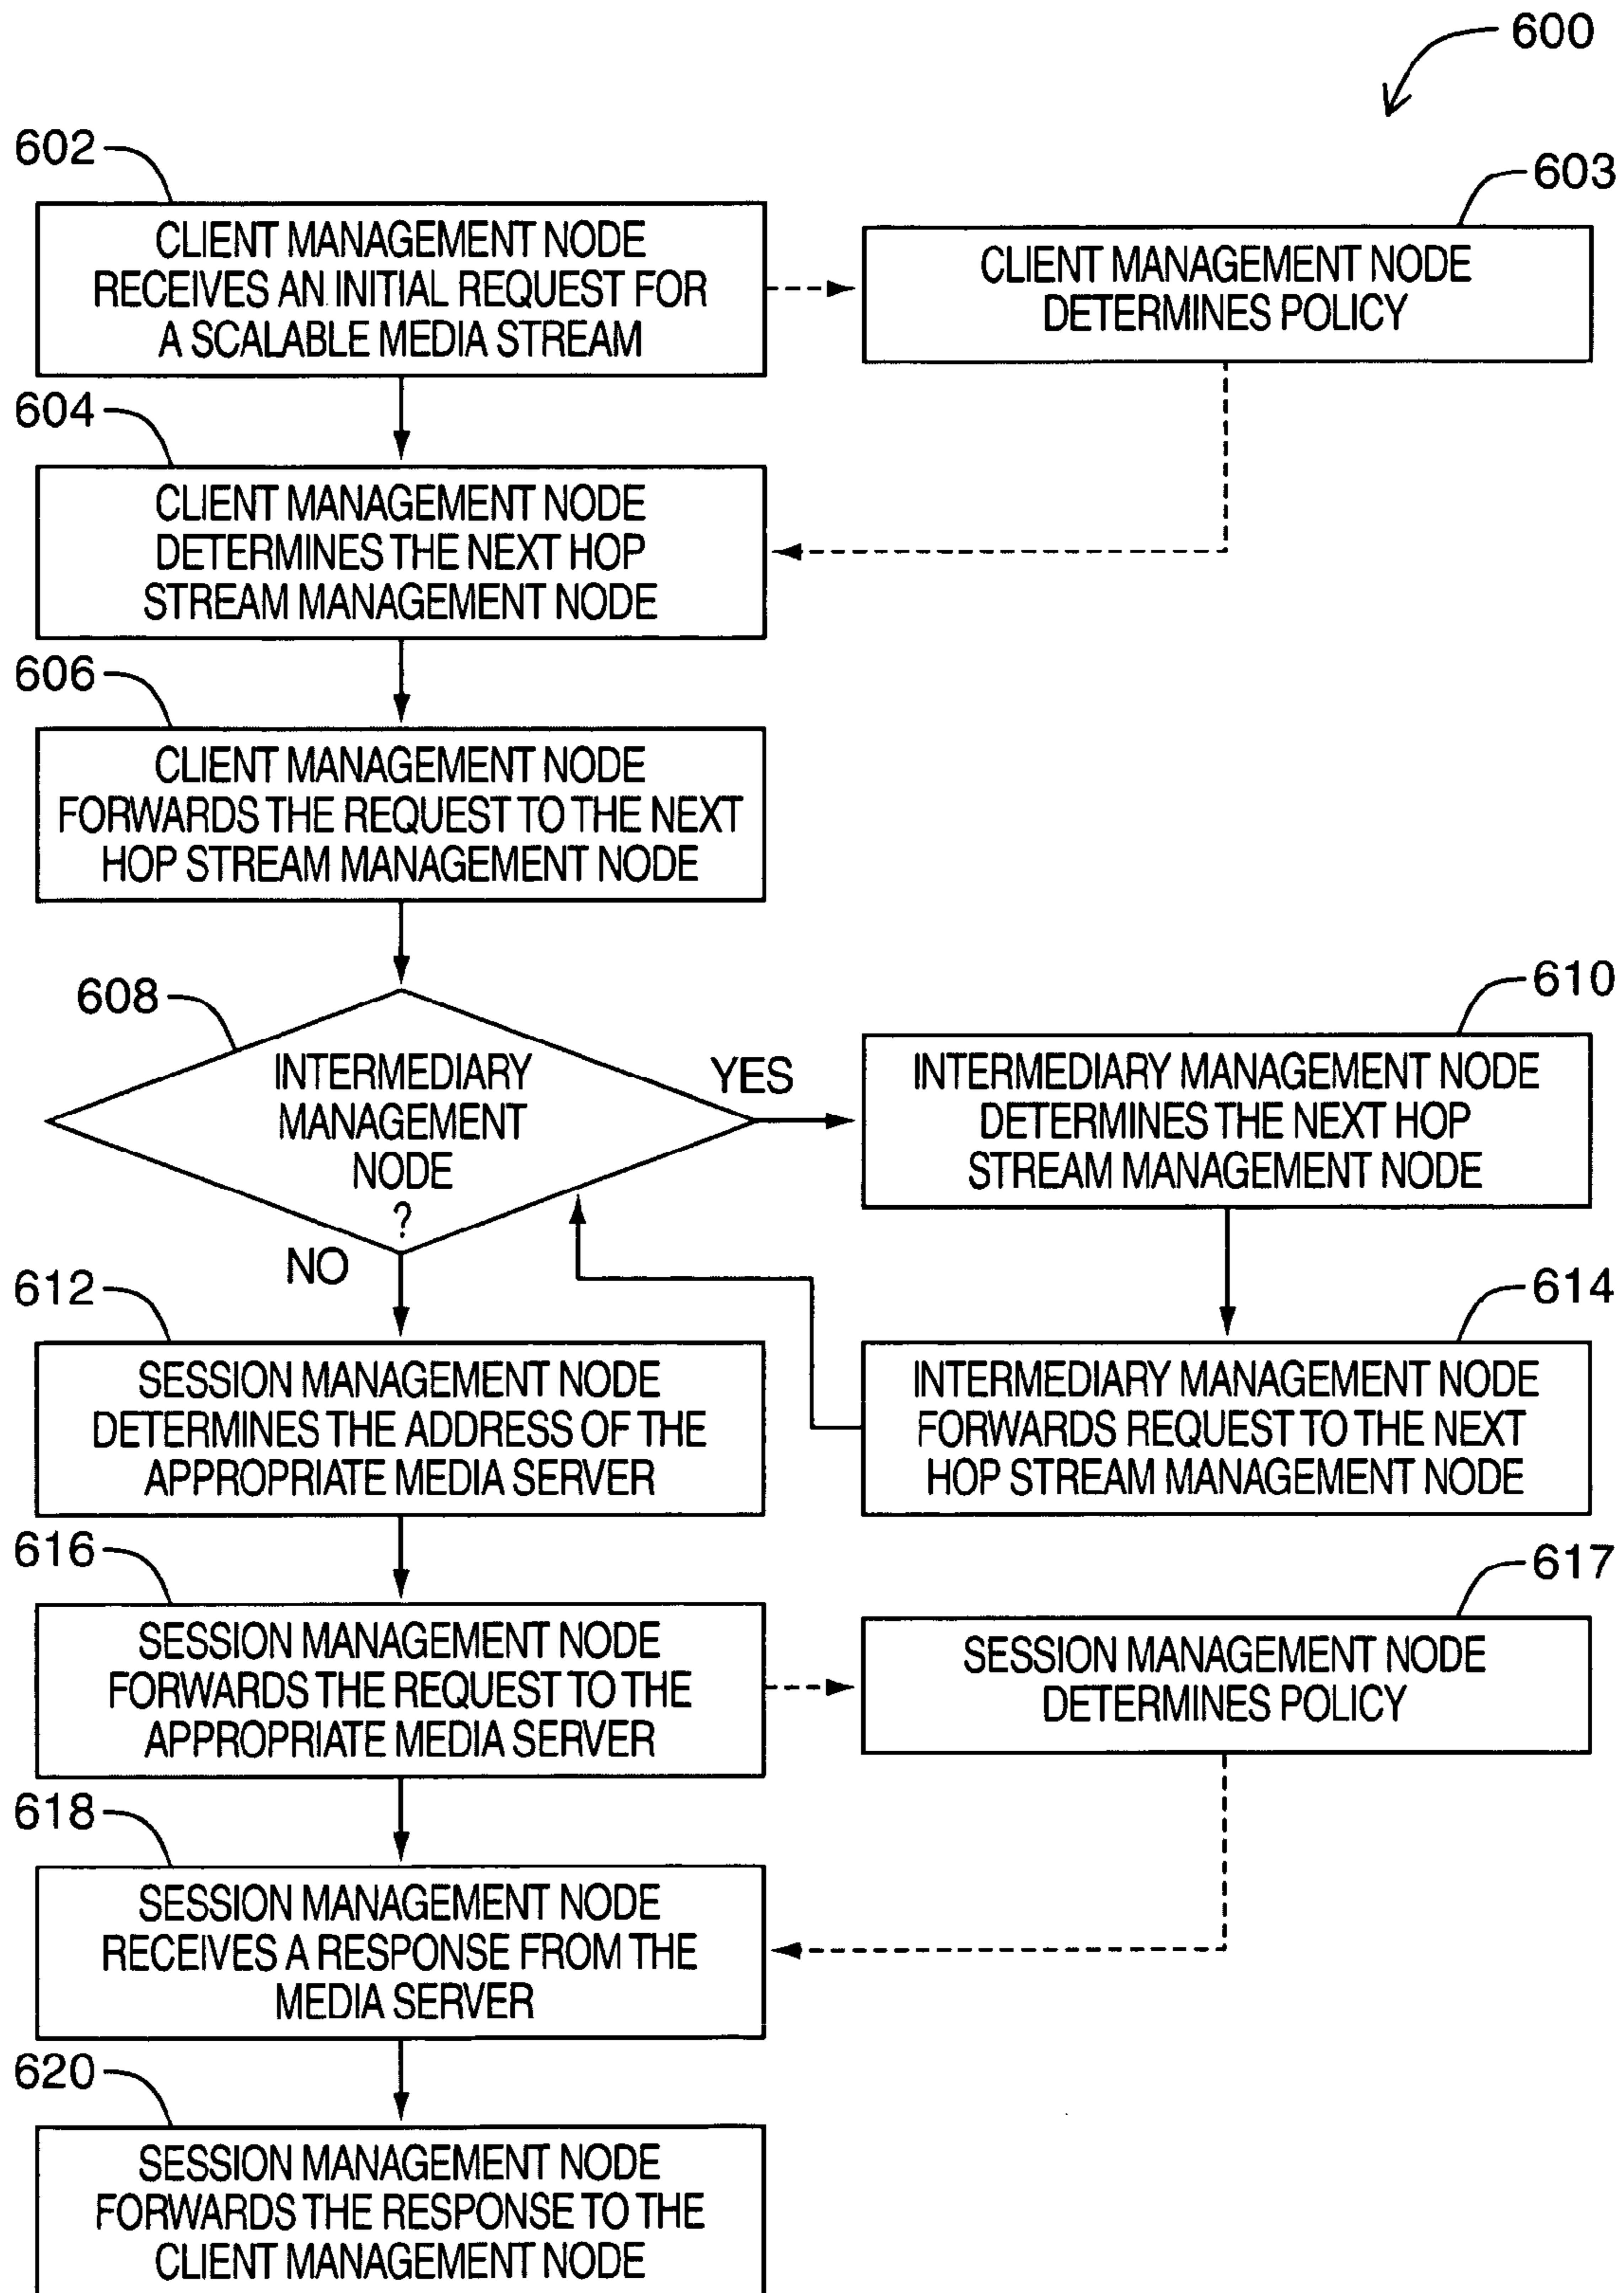 600
602
603
CLIENT MANAGEMENT NODE
RECEIVES AN INITIAL REQUEST FOR
A SCALABLE MEDIA STREAM
CLIENT MANAGEMENT NODE
DETERMINES POLICY
604
CLIENT MANAGEMENT NODE
DETERMINES THE NEXT HOP
STREAM MANAGEMENT NODE
606
CLIENT MANAGEMENT NODE
FORWARDS THE REQUEST TO THE NEXT
HOP STREAM MANAGEMENT NODE
608
INTERMEDIARY
MANAGEMENT
NODE
?
YES
NO
610
INTERMEDIARY MANAGEMENT NODE
DETERMINES THE NEXT HOP
STREAM MANAGEMENT NODE
612
SESSION MANAGEMENT NODE
DETERMINES THE ADDRESS OF THE
APPROPRIATE MEDIA SERVER
614
INTERMEDIARY MANAGEMENT NODE
FORWARDS REQUEST TO THE NEXT
HOP STREAM MANAGEMENT NODE
616
SESSION MANAGEMENT NODE
FORWARDS THE REQUEST TO THE
APPROPRIATE MEDIA SERVER
617
SESSION MANAGEMENT NODE
DETERMINES POLICY
618
SESSION MANAGEMENT NODE
RECEIVES A RESPONSE FROM THE
MEDIA SERVER
620
SESSION MANAGEMENT NODE
FORWARDS THE RESPONSE TO THE
CLIENT MANAGEMENT NODE